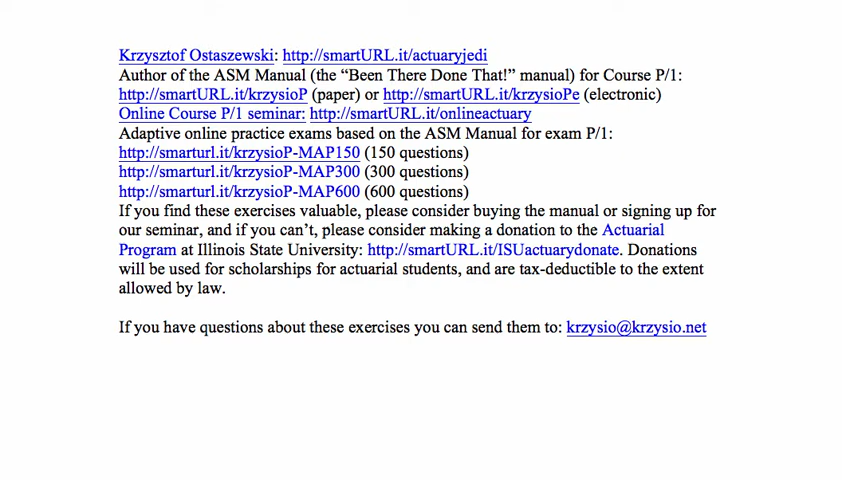 Krzysztof Ostaszewski: http://smartURL.it/actuaryjedi
Author of the ASM Manual (the “Been There Done That!” manual) for Course P/1:
http://smartURL.it/krzysioP (paper) or http://smartURL.it/krzysioPe (electronic)
Online Course P/1 seminar: http://smartURL.it/onlineactuary
Adaptive online practice exams based on the ASM Manual for exam P/1:
http://smarturl.it/krzysioP-MAP150 (150 questions)
http://smarturl.it/krzysioP-MAP300 (300 questions)
http://smarturl.it/krzysioP-MAP600 (600 questions)
If you find these exercises valuable, please consider buying the manual or signing up for
our seminar, and if you can’t, please consider making a donation to the Actuarial
Program at Illinois State University: http://smartURL.it/ISUactuarydonate. Donations
will be used for scholarships for actuarial students, and are tax-deductible to the extent
allowed by law.
If you have questions about these exercises you can send them to: krzysio@krzysio.net